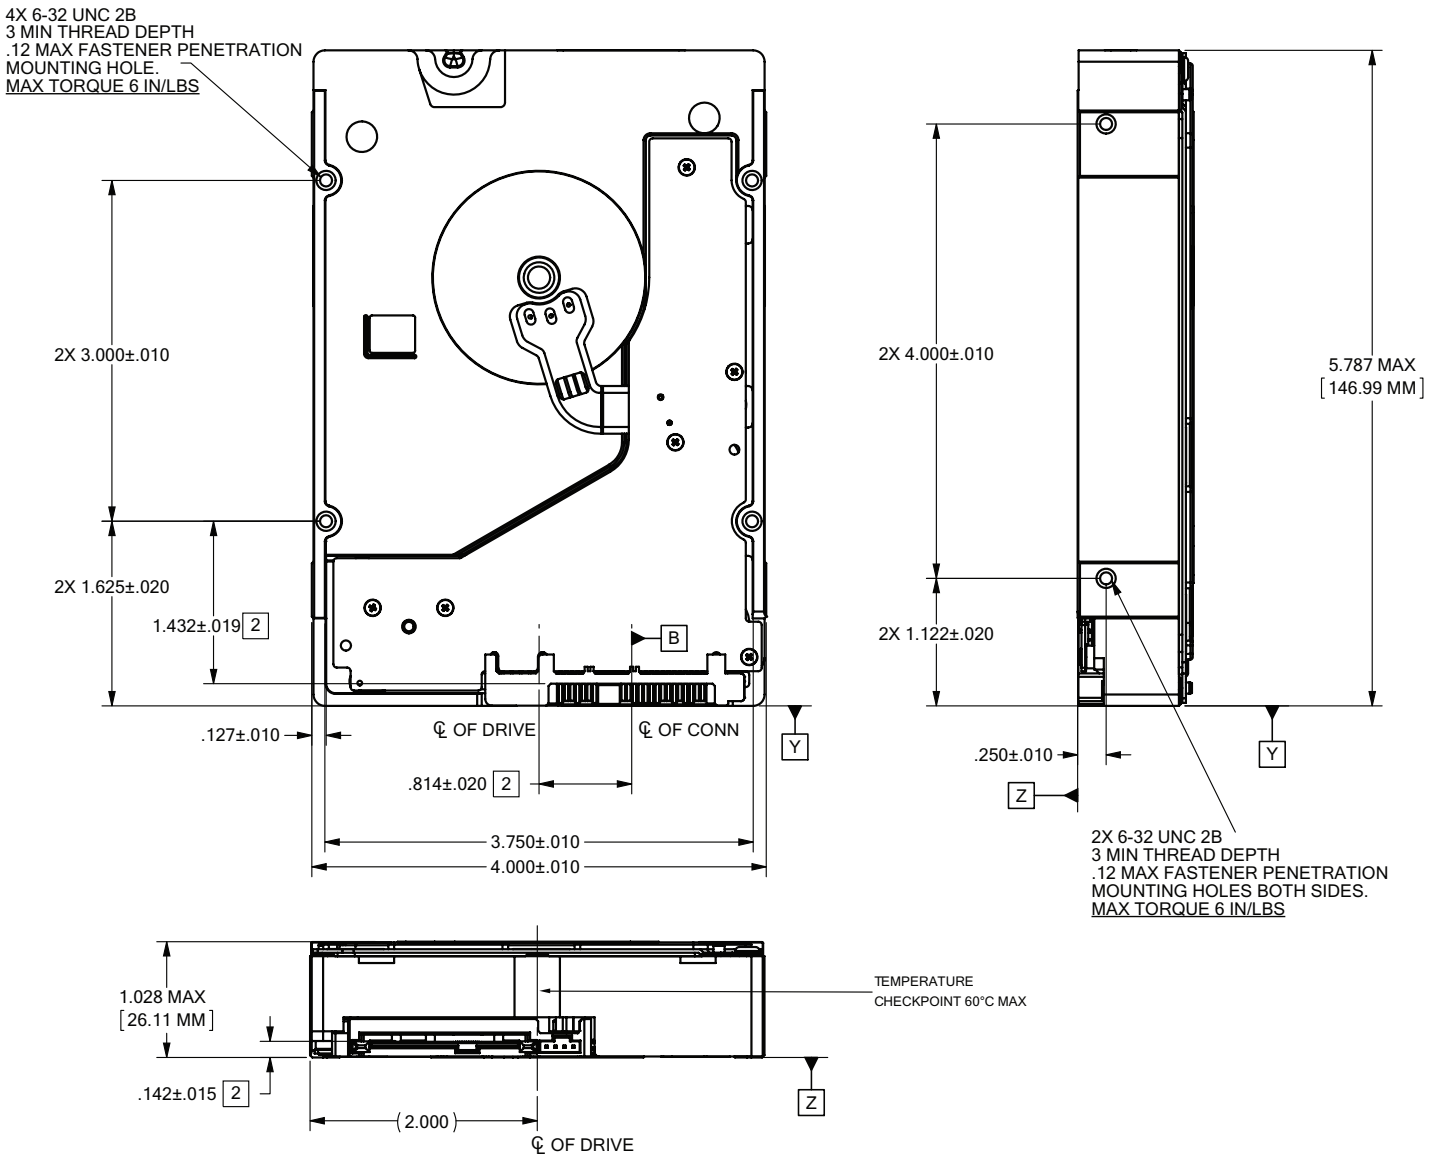 4X 6-32 UNC 2B
3 MIN THREAD DEPTH
.12 MAX FASTENER PENETRATION
MOUNTING HOLE.
MAX TORQUE 6 IN/LBS
2X 3.000±.010
2X 1.625±.020
1.432±.019 2
B
℄ OF DRIVE
℄ OF CONN
Y
.127±.010
.814±.020 2
3.750±.010
4.000±.010
2X 4.000±.010
5.787 MAX
[146.99 MM]
2X 1.122±.020
.250±.010
Y
Z
2X 6-32 UNC 2B
3 MIN THREAD DEPTH
.12 MAX FASTENER PENETRATION
MOUNTING HOLES BOTH SIDES.
MAX TORQUE 6 IN/LBS
1.028 MAX
[26.11 MM]
TEMPERATURE
CHECKPOINT 60°C MAX
.142±.015 2
Z
(2.000)
℄ OF DRIVE